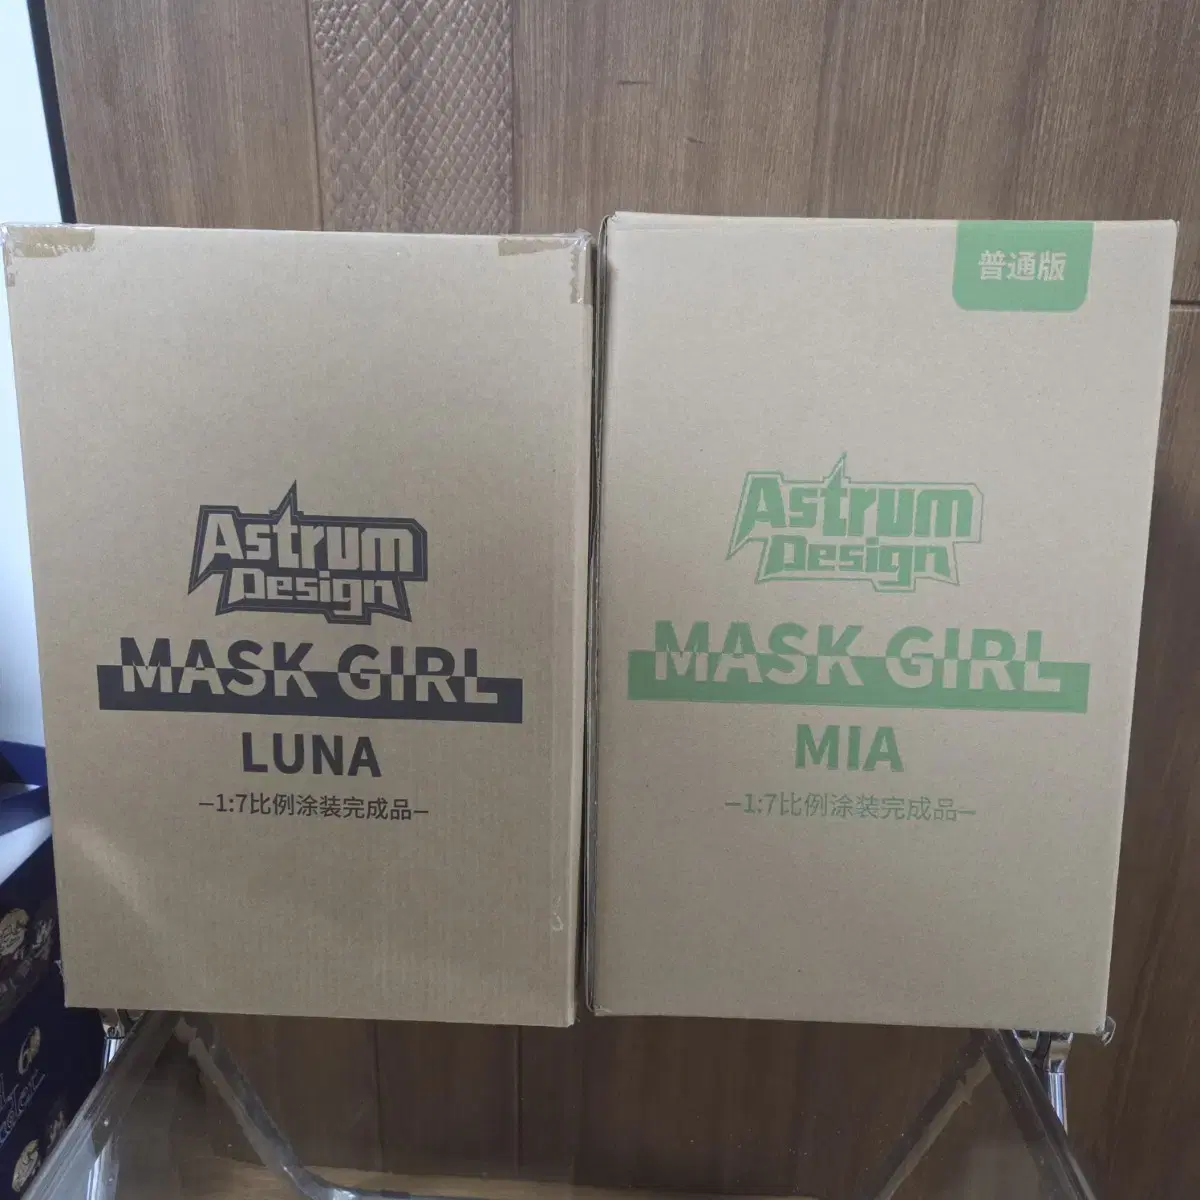 Astrum
Design
MASK GIRL
LUNA
–1:7比例涂装完成品–
普通版
Astrum
Design
MASK GIRL
MIA
–1:7比例涂装完成品–